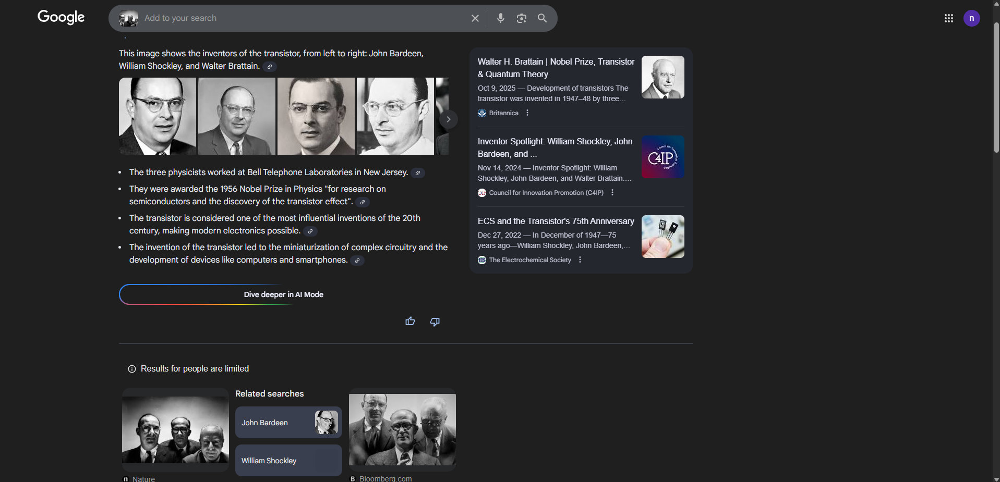 Google
Add to your search
n
This image shows the inventors of the transistor, from left to right: John Bardeen,
William Shockley, and Walter Brattain.
The three physicists worked at Bell Telephone Laboratories in New Jersey.
They were awarded the 1956 Nobel Prize in Physics "for research on
semiconductors and the discovery of the transistor effect".
The transistor is considered one of the most influential inventions of the 20th
century, making modern electronics possible.
The invention of the transistor led to the miniaturization of complex circuitry and the
development of devices like computers and smartphones.
Dive deeper in AI Mode
Walter H. Brattain | Nobel Prize, Transistor
& Quantum Theory
Oct 9, 2025 — Development of transistors The
transistor was invented in 1947–48 by three...
Britannica
Inventor Spotlight: William Shockley, John
Bardeen, and ...
Nov 14, 2024 — Inventor Spotlight: William
Shockley, John Bardeen, and Walter Brattain....
Council for Innovation Promotion (C4IP)
Council for Innovation Promotion
C4IP
ECS and the Transistor's 75th Anniversary
Dec 27, 2022 — In December of 1947—75
years ago—William Shockley, John Bardeen,...
ECS The Electrochemical Society
Results for people are limited
Related searches
John Bardeen
William Shockley
n Nature
B Bloomberg.com